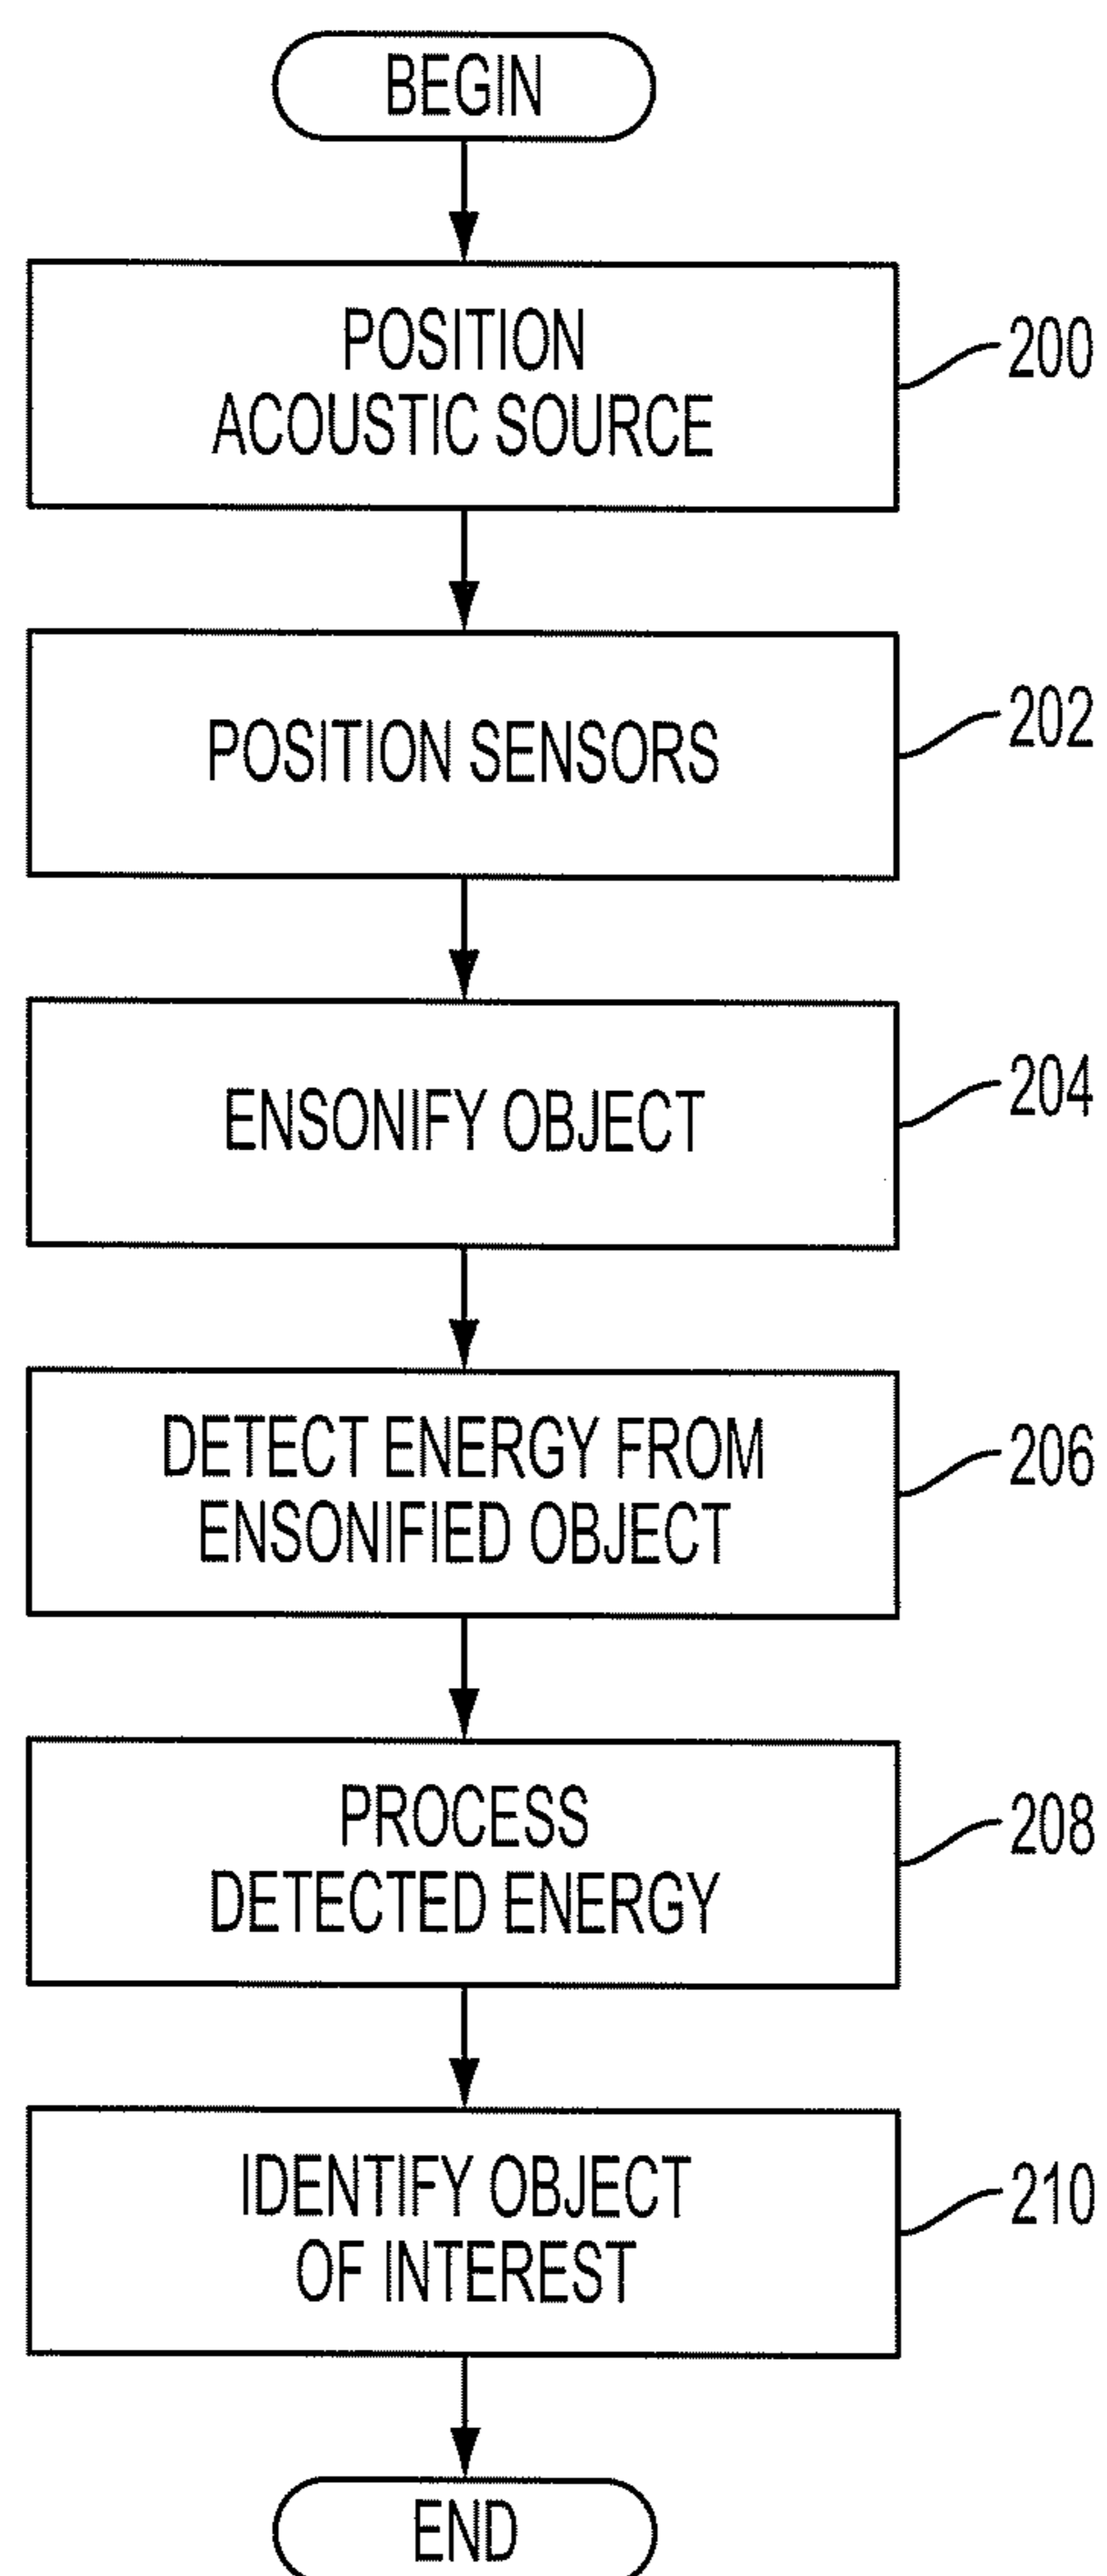 BEGIN
POSITION
ACOUSTIC SOURCE
200
POSITION SENSORS
202
ENSONIFY OBJECT
204
DETECT ENERGY FROM
ENSONIFIED OBJECT
206
PROCESS
DETECTED ENERGY
208
IDENTIFY OBJECT
OF INTEREST
210
END